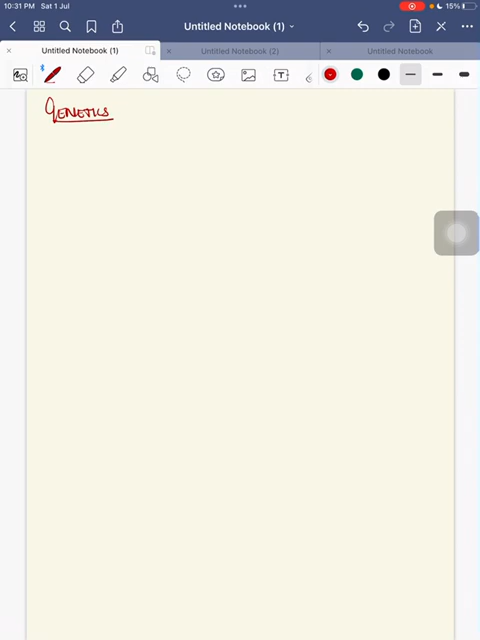 10:31 PM Sat 1 Jul
15%
Untitled Notebook (1)
Untitled Notebook (1)
Untitled Notebook (2)
Untitled Notebook
T
GENETICS